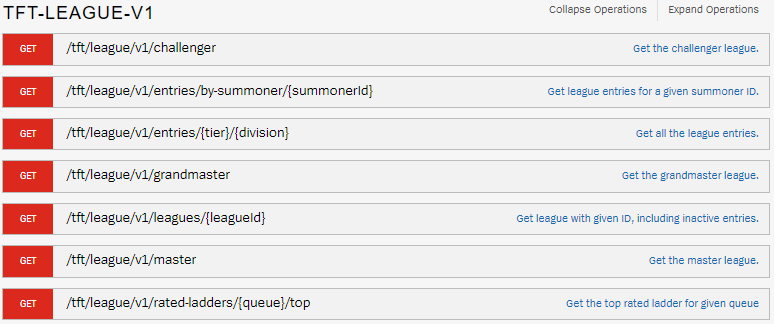 TFT-LEAGUE-V1 Collapse Operations Expand Operations
GET /tft/league/v1/challenger Get the challenger league.
GET /tft/league/v1/entries/by-summoner/{summonerId} Get league entries for a given summoner ID.
GET /tft/league/v1/entries/{tier}/{division} Get all the league entries.
GET /tft/league/v1/grandmaster Get the grandmaster league.
GET /tft/league/v1/leagues/{leagueId} Get league with given ID, including inactive entries.
GET /tft/league/v1/master Get the master league.
GET /tft/league/v1/rated-ladders/{queue}/top Get the top rated ladder for given queue